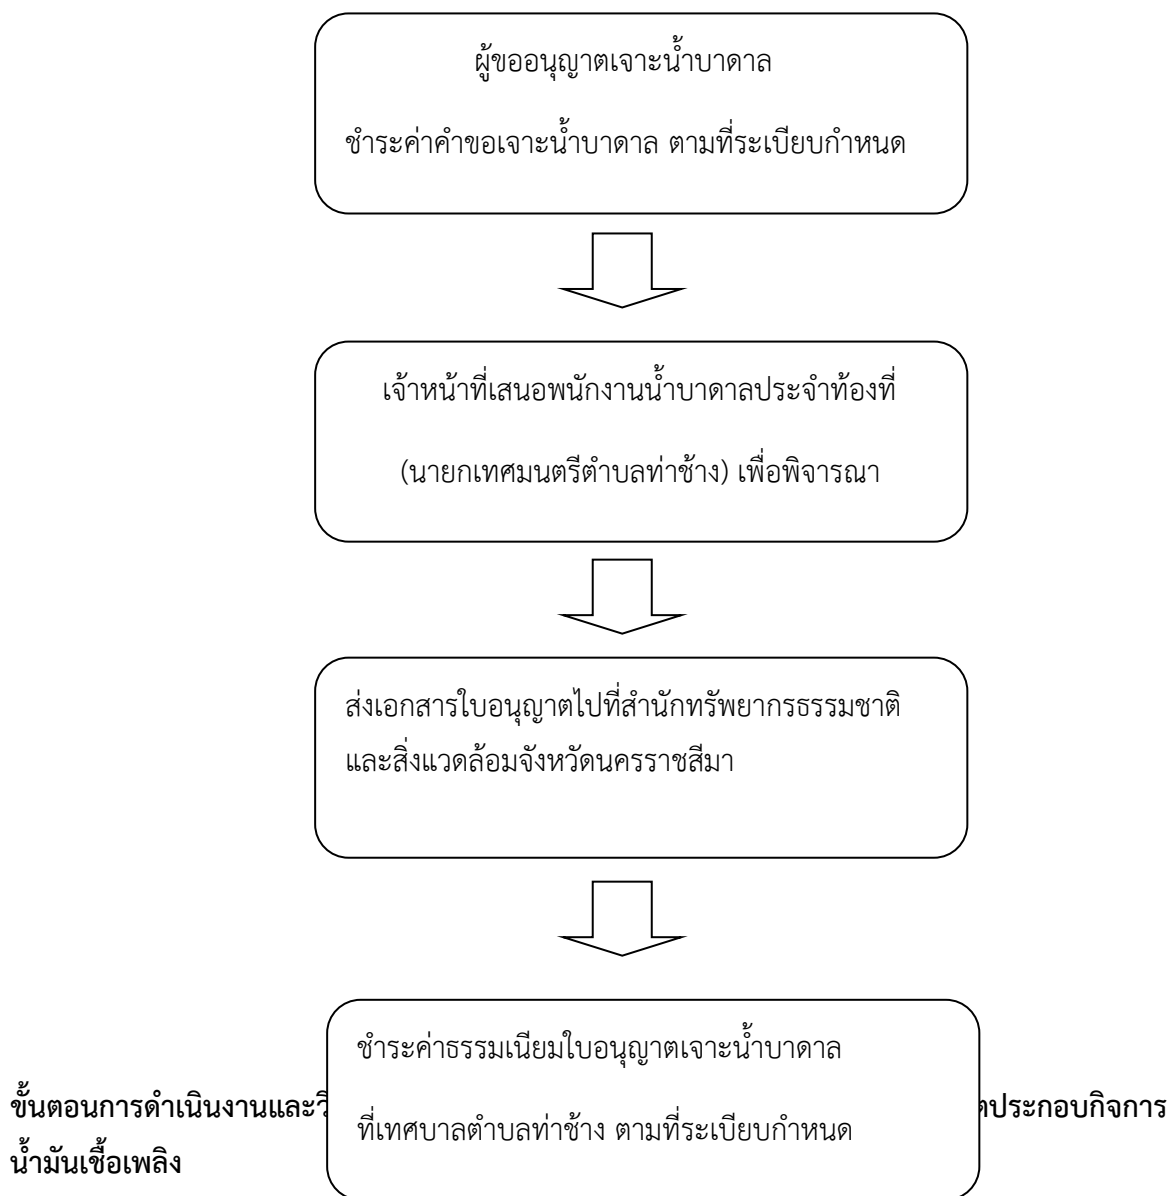 ผู้ขออนุญาตเจาะน้ำบาดาล
ชำระค่าคำขอเจาะน้ำบาดาล ตามที่ระเบียบกำหนด
เจ้าหน้าที่เสนอพนักงานน้ำบาดาลประจำท้องที่
(นายกเทศมนตรีตำบลท่าช้าง) เพื่อพิจารณา
ส่งเอกสารใบอนุญาตไปที่สำนักทรัพยากรธรรมชาติ
และสิ่งแวดล้อมจังหวัดนครราชสีมา
ชำระค่าธรรมเนียมใบอนุญาตเจาะน้ำบาดาล
ที่เทศบาลตำบลท่าช้าง ตามที่ระเบียบกำหนด
ขั้นตอนการดำเนินงานและ ประกอบกิจการ
น้ำมันเชื้อเพลิง